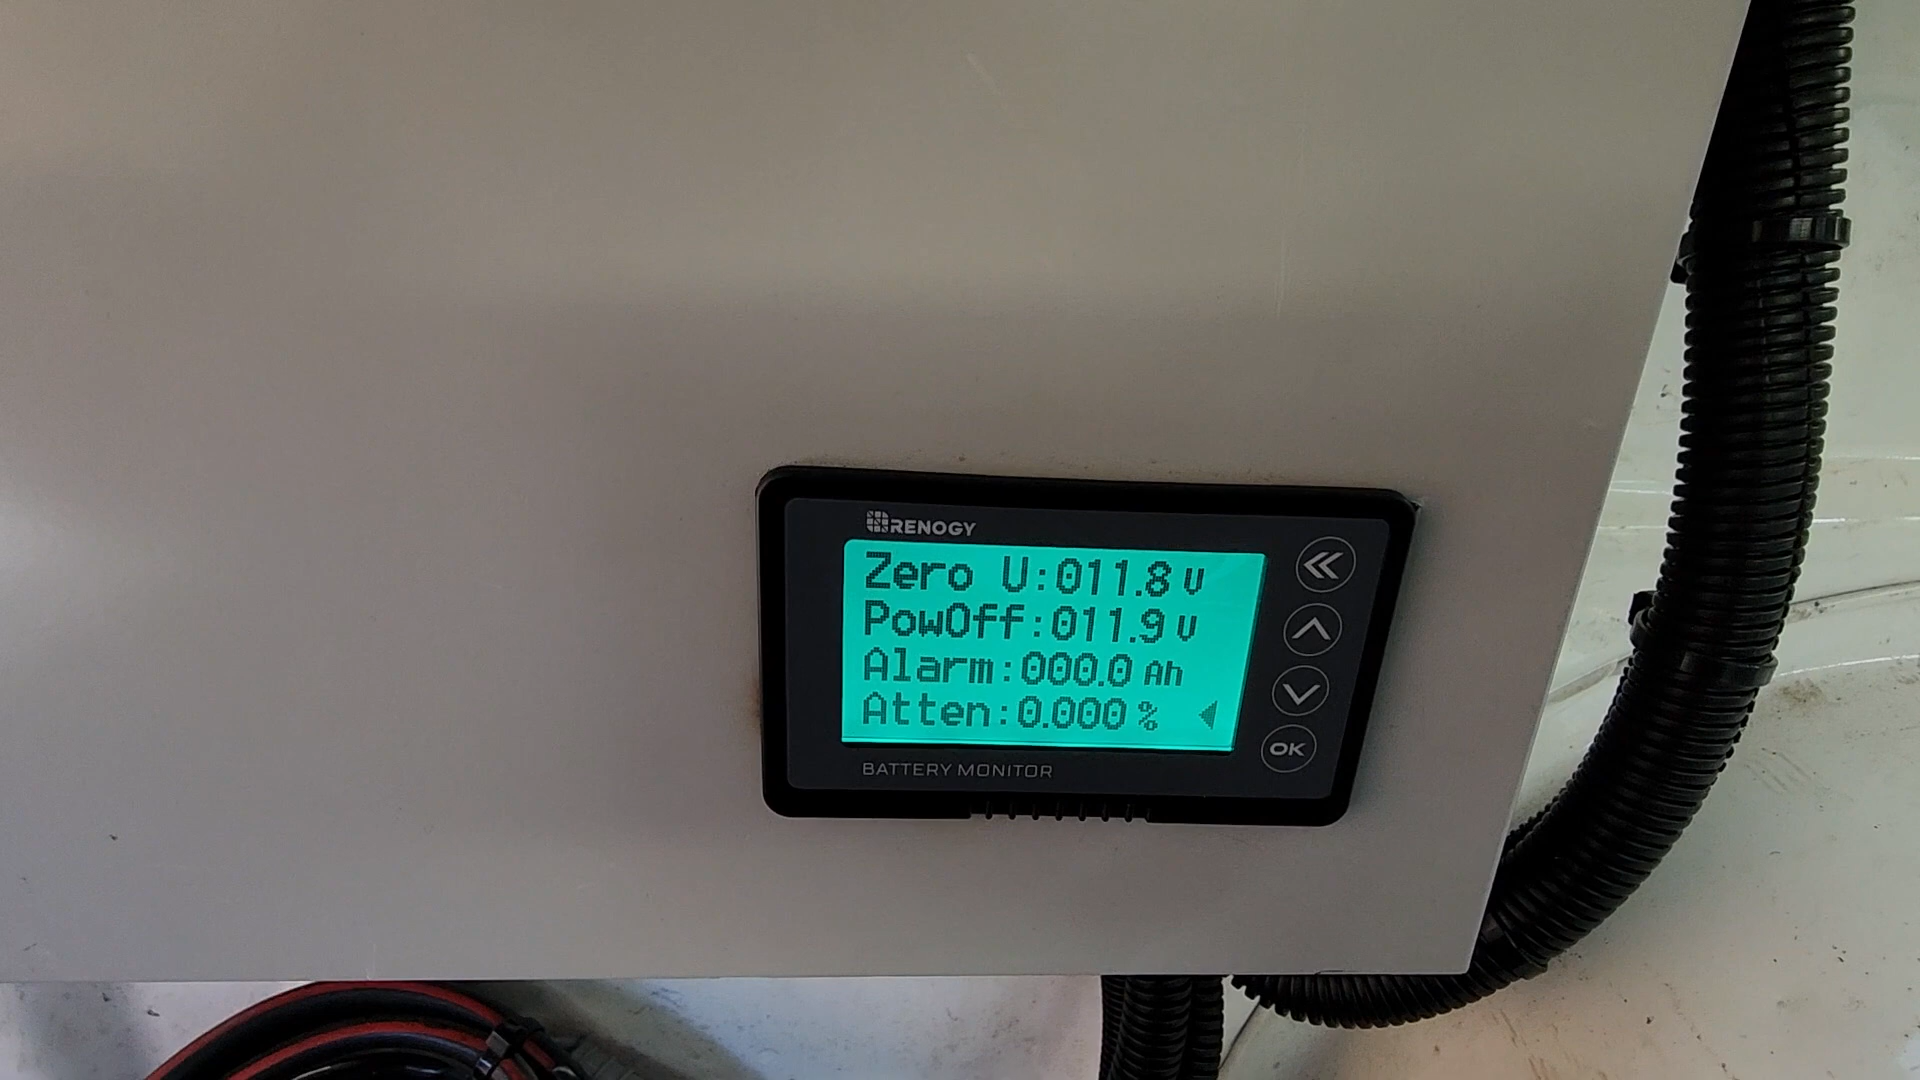 RENOGY
Zero V:011.8 V
PowOff:011.9 V
Alarm:000.0 Ah
Atten:0.000 %
OK
BATTERY MONITOR